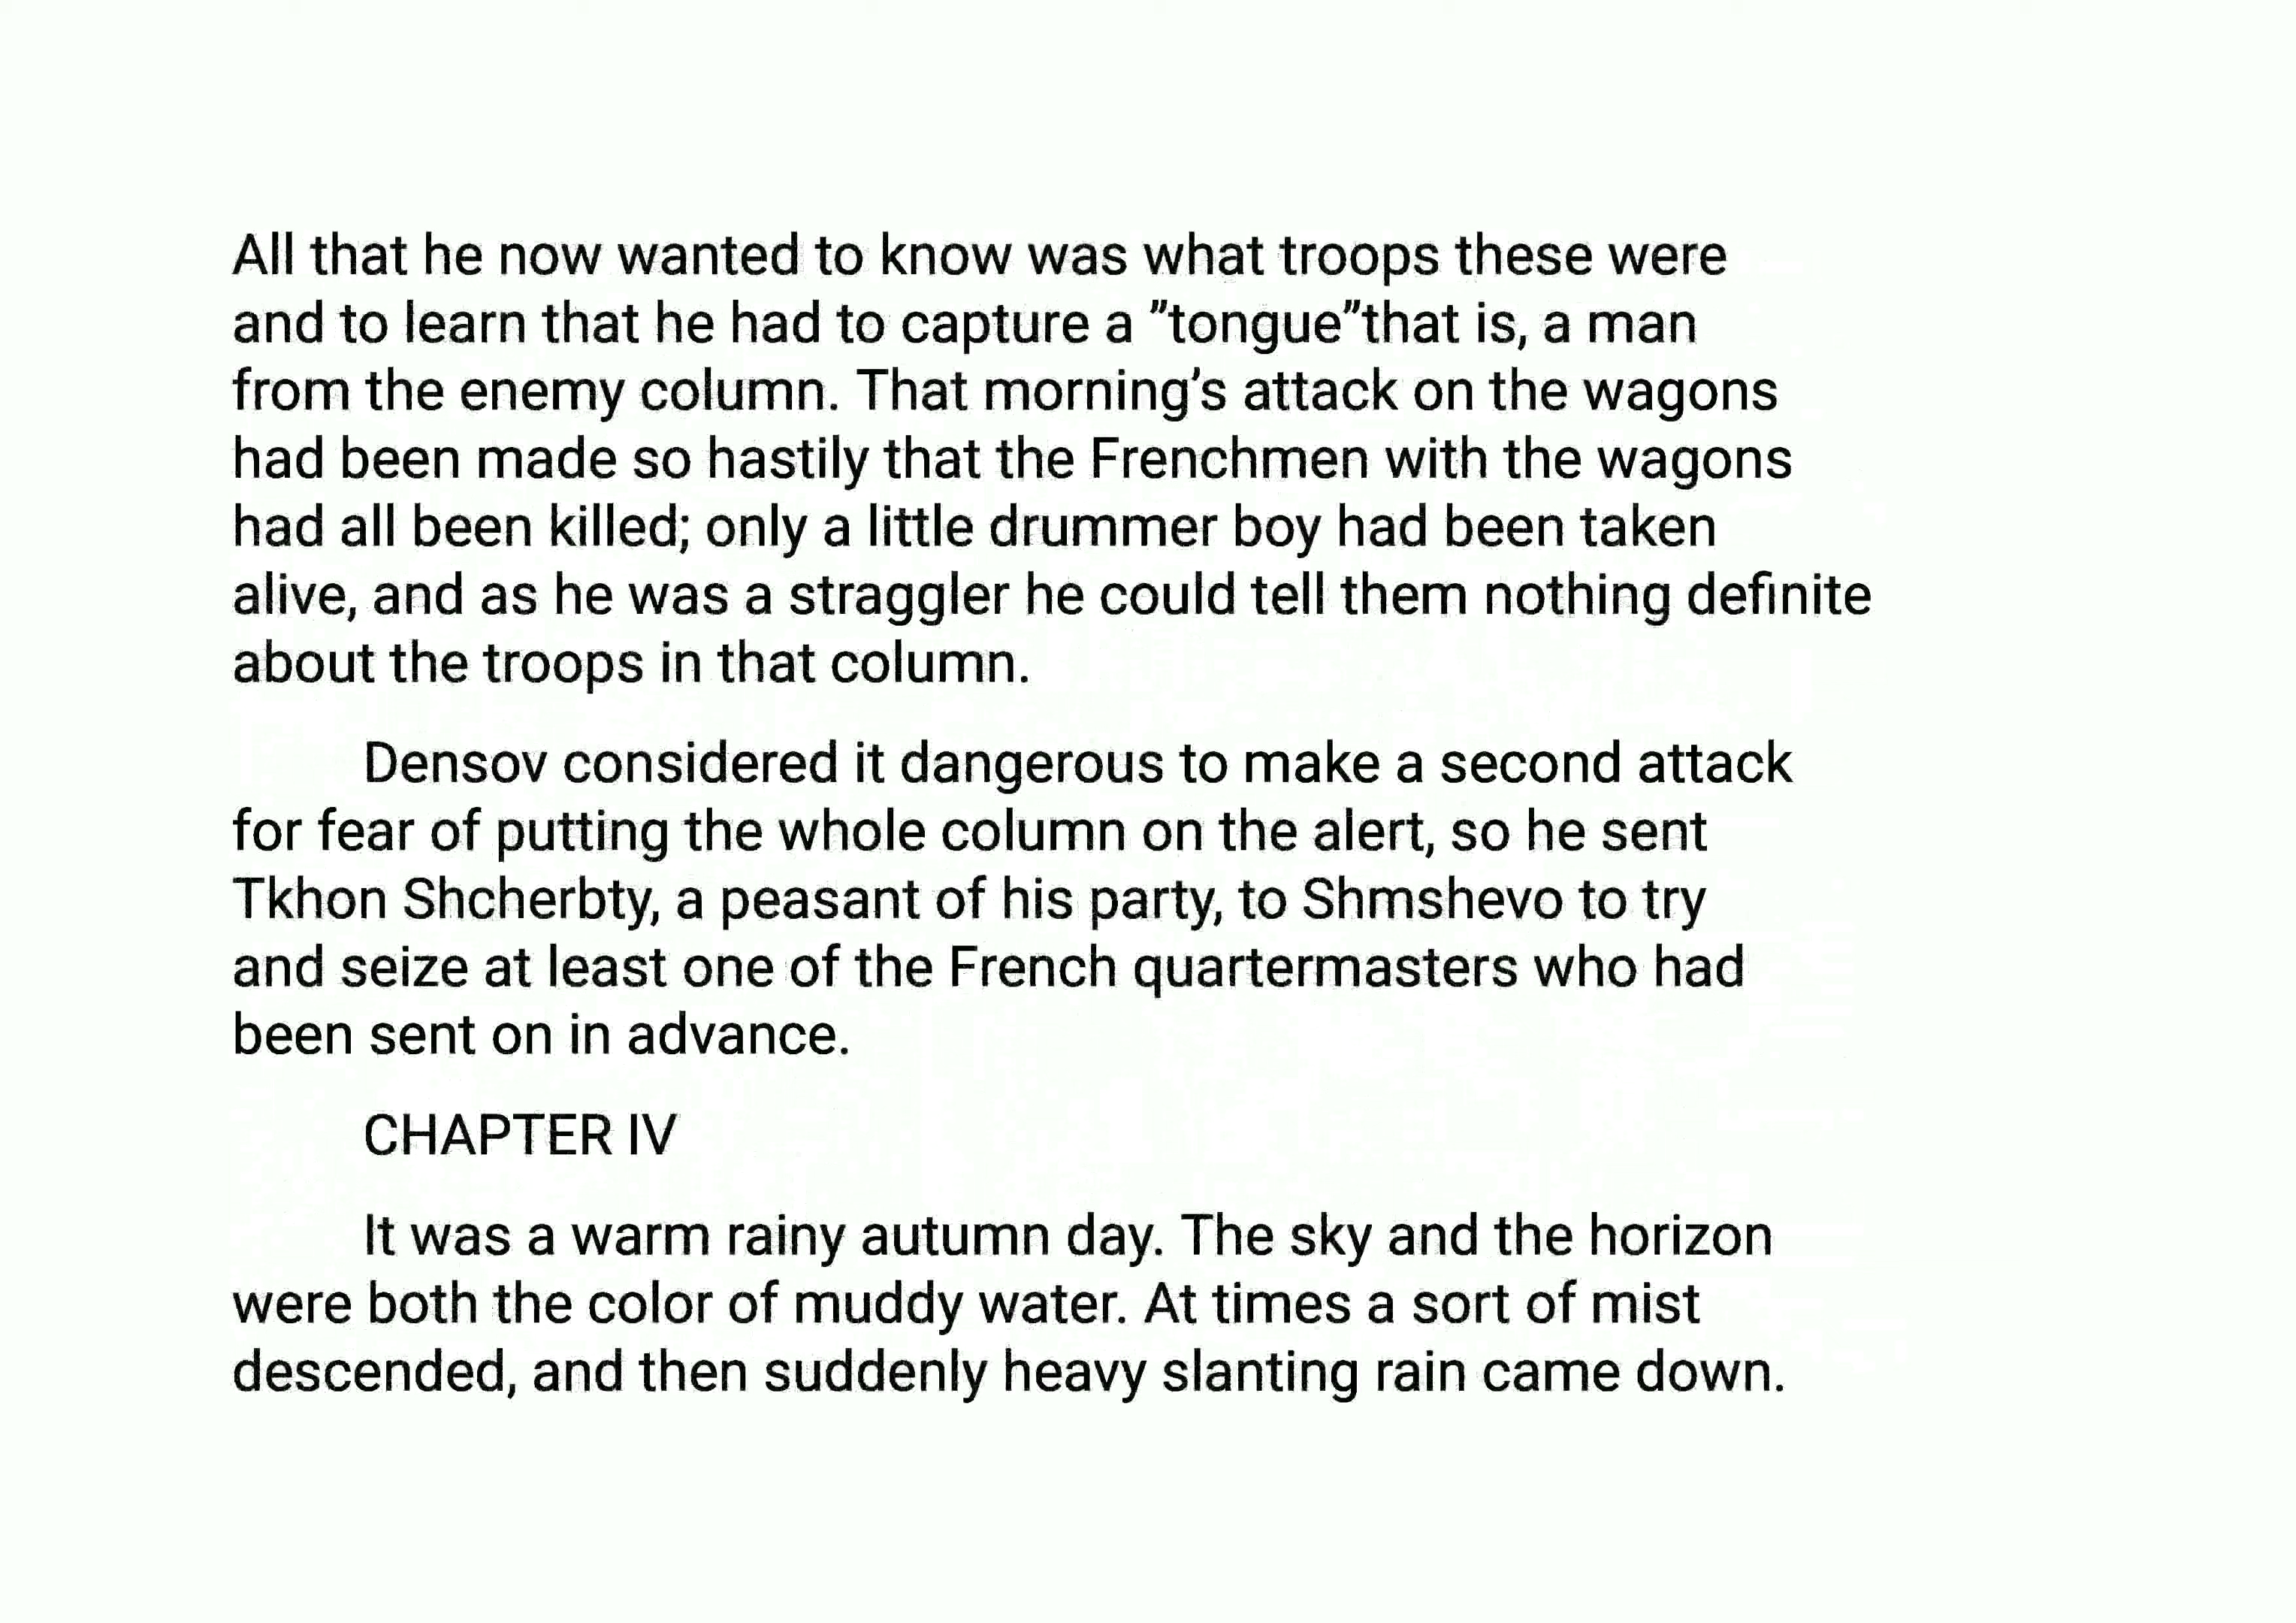 All that he now wanted to know was what troops these were
and to learn that he had to capture a ”tongue”that is, a man
from the enemy column. That morning’s attack on the wagons
had been made so hastily that the Frenchmen with the wagons
had all been killed; only a little drummer boy had been taken
alive, and as he was a straggler he could tell them nothing definite
about the troops in that column.
Densov considered it dangerous to make a second attack
for fear of putting the whole column on the alert, so he sent
Tkhon Shcherbty, a peasant of his party, to Shmshevo to try
and seize at least one of the French quartermasters who had
been sent on in advance.
CHAPTER IV
It was a warm rainy autumn day. The sky and the horizon
were both the color of muddy water. At times a sort of mist
descended, and then suddenly heavy slanting rain came down.